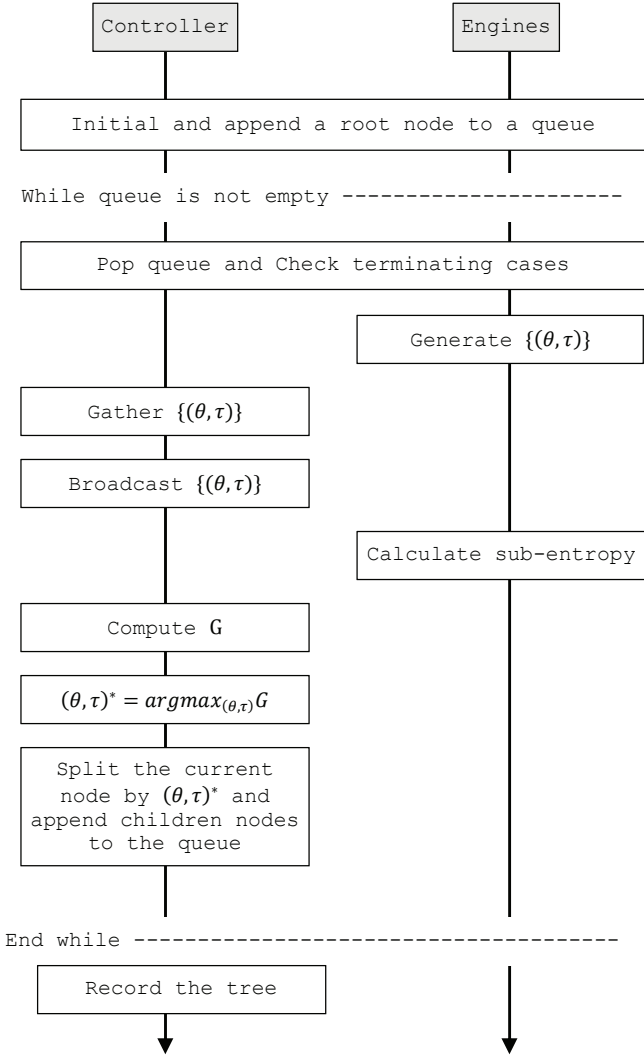 Controller
Engines
Initial and append a root node to a queue
While queue is not empty -----------------------
Pop queue and Check terminating cases
Generate {(θ,τ)}
Gather {(θ,τ)}
Broadcast {(θ,τ)}
Calculate sub-entropy
Compute G
(θ,τ)* = argmax(θ,τ)G
Split the current
node by (θ,τ)* and
append children nodes
to the queue
End while ----------------------------------------
Record the tree